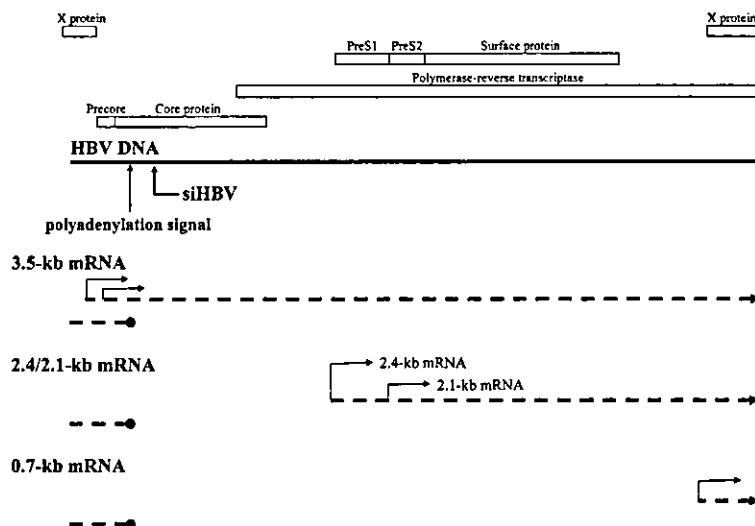 X protein
X protein
PreS1 PreS2 Surface protein
Polymerase-reverse transcriptase
Precore Core protein
HBV DNA
siHBV
polyadenylation signal
3.5-kb mRNA
2.4/2.1-kb mRNA
2.4-kb mRNA
2.1-kb mRNA
0.7-kb mRNA